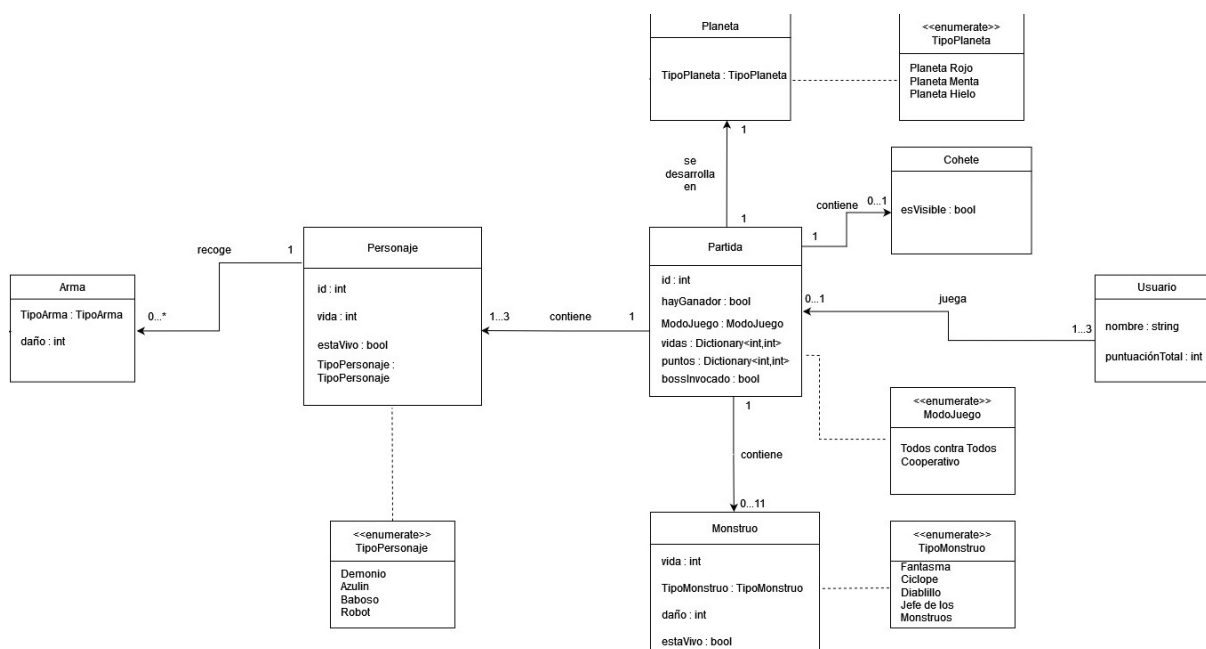 Planeta
TipoPlaneta : TipoPlaneta
<<enumerate>>
TipoPlaneta
Planeta Rojo
Planeta Menta
Planeta Hielo
1
se
desarrolla
en
1
Cohete
esVisible : bool
contiene
0...1
1
Partida
id : int
hayGanador : bool
ModoJuego : ModoJuego
vidas : Dictionary<int,int>
puntos : Dictionary<int,int>
bossInvocado : bool
Personaje
id : int
vida : int
estaVivo : bool
TipoPersonaje :
TipoPersonaje
recoge
1
0...*
Arma
TipoArma : TipoArma
daño : int
1...3
contiene
1
0...1
juega
1...3
Usuario
nombre : string
puntuaciónTotal : int
<<enumerate>>
ModoJuego
Todos contra Todos
Cooperativo
1
contiene
0...11
Monstruo
vida : int
TipoMonstruo : TipoMonstruo
daño : int
estaVivo : bool
<<enumerate>>
TipoMonstruo
Fantasma
Ciclope
Diablillo
Jefe de los
Monstruos
<<enumerate>>
TipoPersonaje
Demonio
Azulin
Baboso
Robot